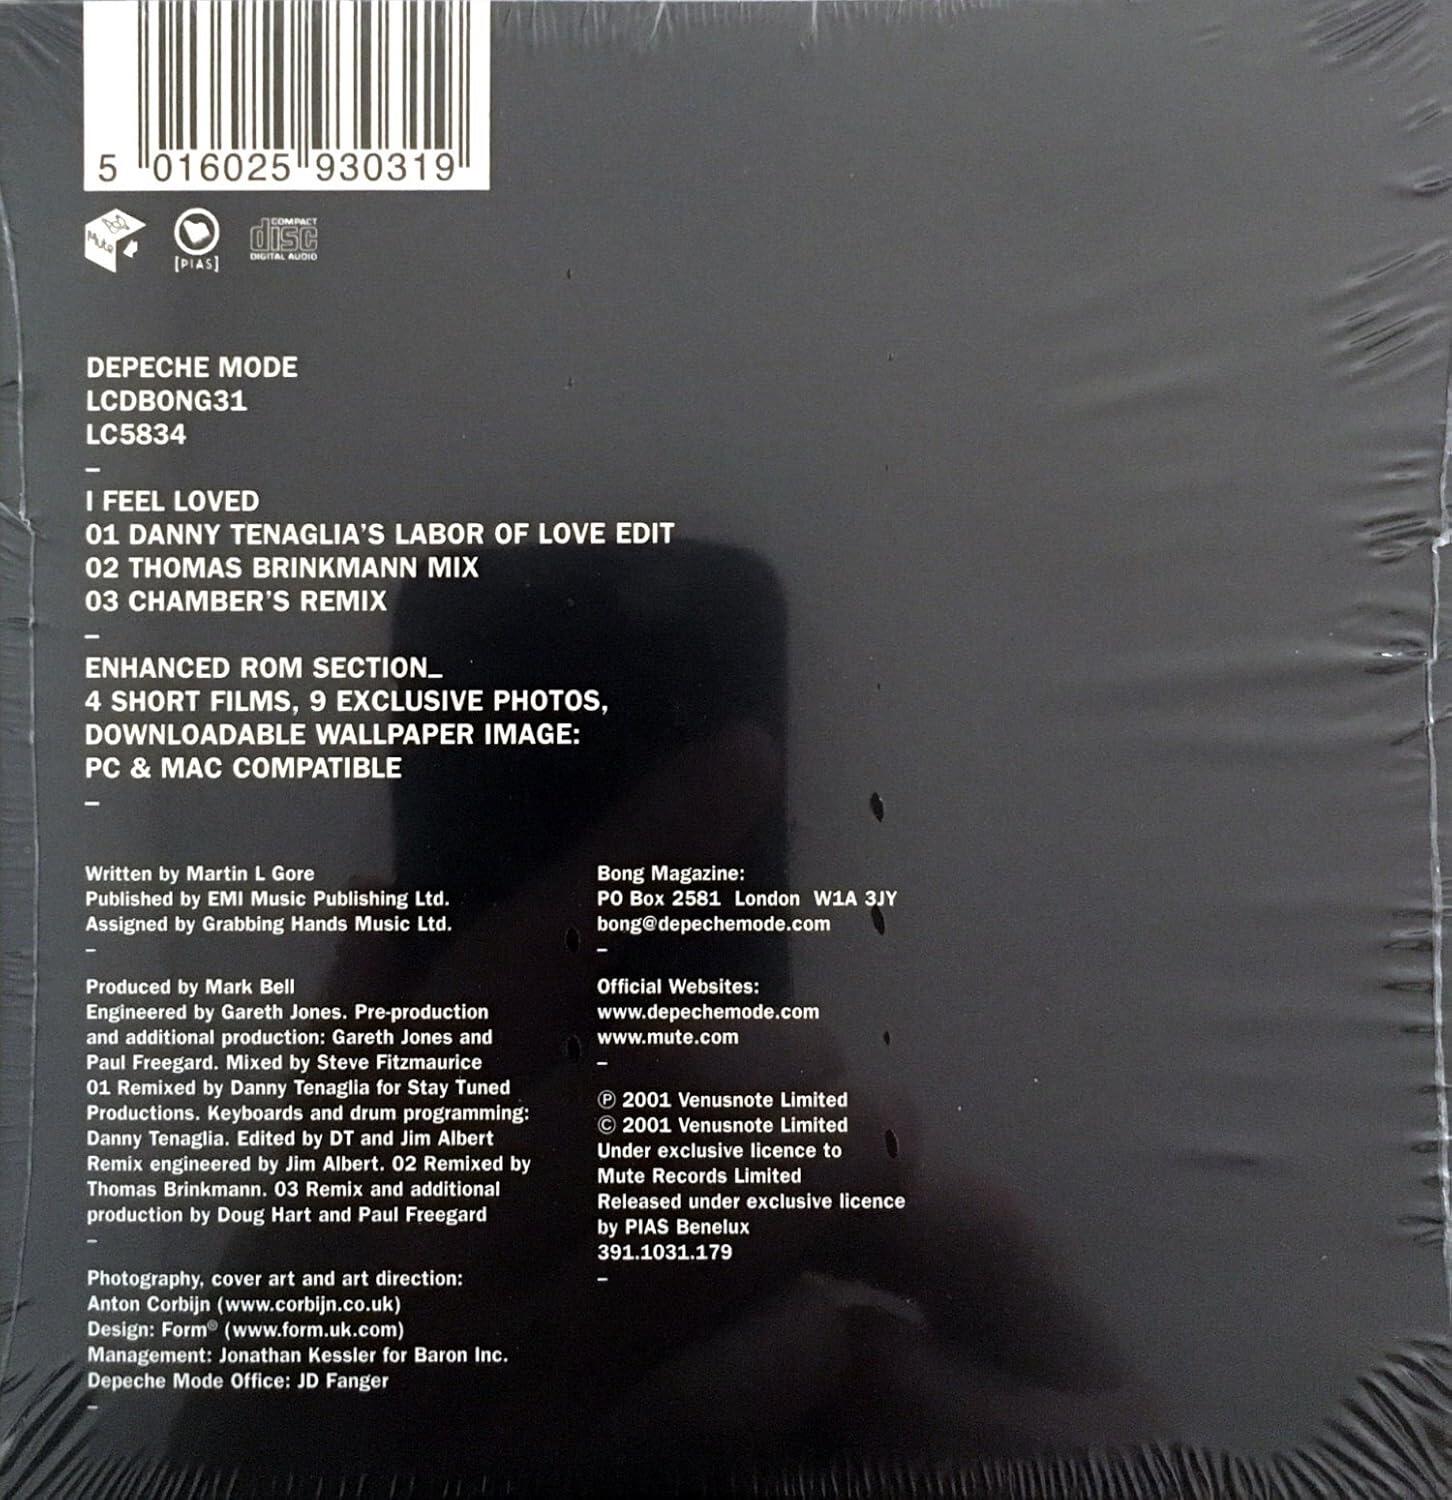 5 016025 930319
Mute
[PIAS]
COMPACT
disc
DIGITAL AUDIO
DEPECHE MODE
LCDBONG31
LC5834
–
I FEEL LOVED
01 DANNY TENAGLIA'S LABOR OF LOVE EDIT
02 THOMAS BRINKMANN MIX
03 CHAMBER'S REMIX
–
ENHANCED ROM SECTION_
4 SHORT FILMS, 9 EXCLUSIVE PHOTOS,
DOWNLOADABLE WALLPAPER IMAGE:
PC & MAC COMPATIBLE
–
Written by Martin L Gore
Published by EMI Music Publishing Ltd.
Assigned by Grabbing Hands Music Ltd.
–
Produced by Mark Bell
Engineered by Gareth Jones. Pre-production
and additional production: Gareth Jones and
Paul Freegard. Mixed by Steve Fitzmaurice
01 Remixed by Danny Tenaglia for Stay Tuned
Productions. Keyboards and drum programming:
Danny Tenaglia. Edited by DT and Jim Albert
Remix engineered by Jim Albert. 02 Remixed by
Thomas Brinkmann. 03 Remix and additional
production by Doug Hart and Paul Freegard
–
Photography, cover art and art direction:
Anton Corbijn (www.corbijn.co.uk)
Design: Form® (www.form.uk.com)
Management: Jonathan Kessler for Baron Inc.
Depeche Mode Office: JD Fanger
–
Bong Magazine:
PO Box 2581 London W1A 3JY
bong@depechemode.com
–
Official Websites:
www.depechemode.com
www.mute.com
–
℗ 2001 Venusnote Limited
© 2001 Venusnote Limited
Under exclusive licence to
Mute Records Limited
Released under exclusive licence
by PIAS Benelux
391.1031.179
–